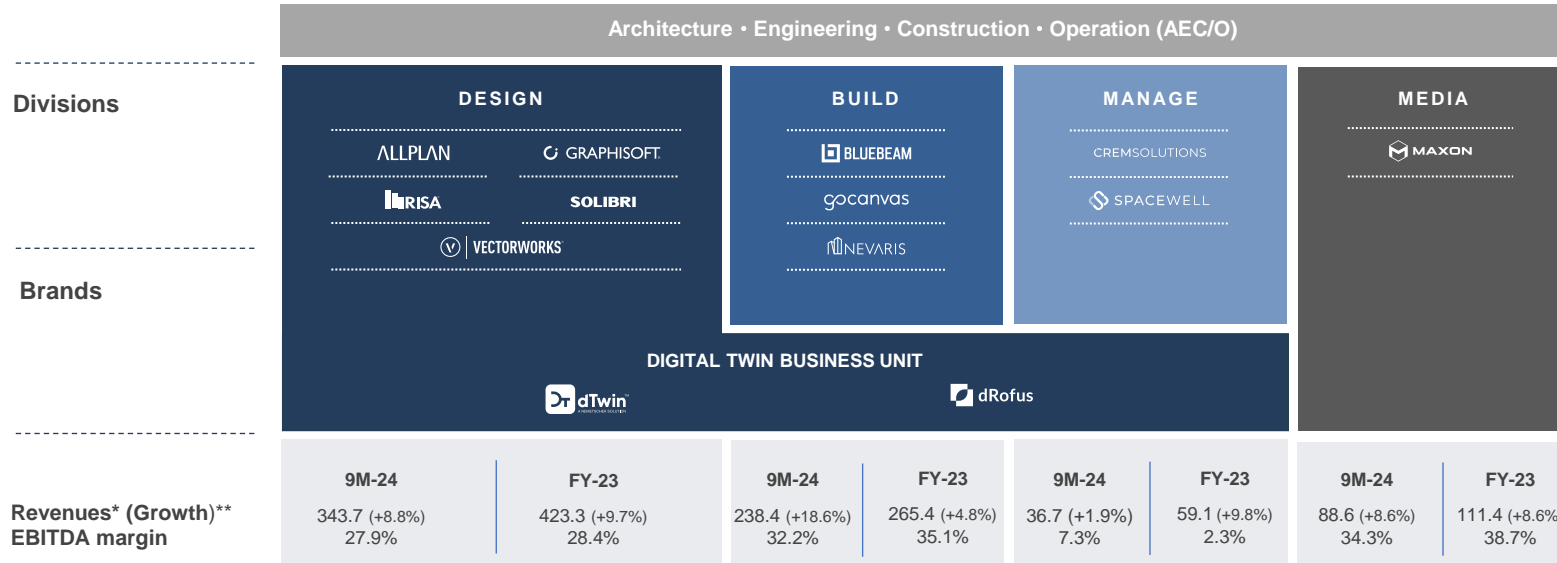 Architecture • Engineering • Construction • Operation (AEC/O)
Divisions
DESIGN
ALLPLAN
GRAPHISOFT.
RISA
SOLIBRI
V VECTORWORKS
BUILD
BLUEBEAM
gocanvas
NEVARIS
MANAGE
CREMSOLUTIONS
SPACEWELL
MEDIA
MAXON
Brands
DIGITAL TWIN BUSINESS UNIT
dTwin™
A NEMETSCHEK SOLUTION
dRofus
Revenues* (Growth)**
EBITDA margin
9M-24
343.7 (+8.8%)
27.9%
FY-23
423.3 (+9.7%)
28.4%
9M-24
238.4 (+18.6%)
32.2%
FY-23
265.4 (+4.8%)
35.1%
9M-24
36.7 (+1.9%)
7.3%
FY-23
59.1 (+9.8%)
2.3%
9M-24
88.6 (+8.6%)
34.3%
FY-23
111.4 (+8.6%
38.7%